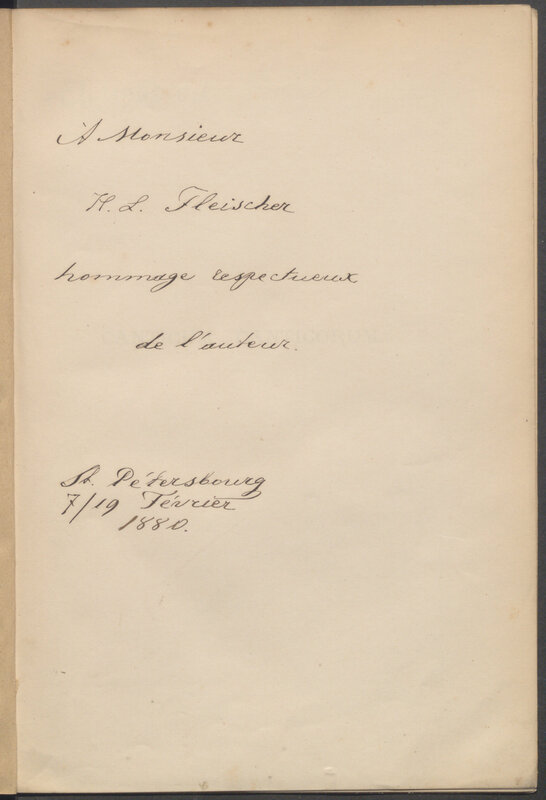 À Monsieur
H. L. Fleischer
hommage respectueux
de l'auteur.
St. Pétersbourg
7/19 Février
1880.